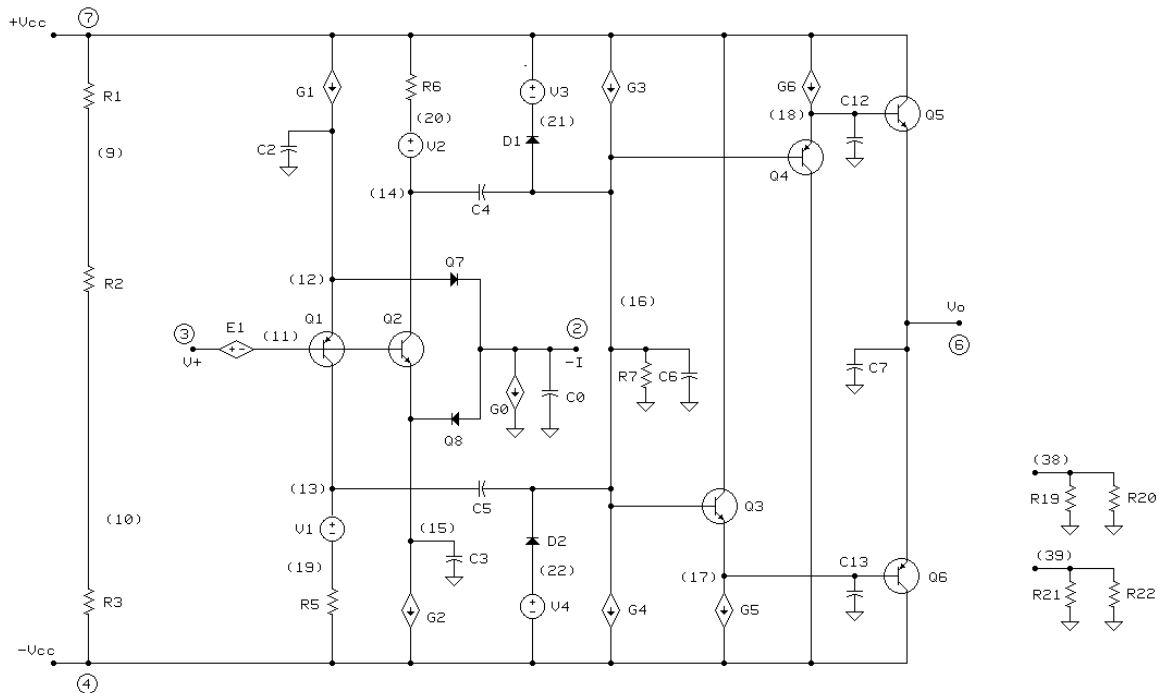 +Vcc
7
R1
(9)
R2
(10)
R3
-Vcc
4
G1
C2
(12)
3
V+
E1
(11)
Q1
(13)
V1
(19)
R5
R6
(20)
V2
(14)
Q2
(15)
C3
G2
V3
(21)
D1
C4
Q7
2
-I
G0
C0
Q8
C5
D2
(22)
V4
G3
(16)
R7
C6
G4
G6
(18)
C12
Q4
Q5
Q3
(17)
G5
C13
Q6
C7
Vo
6
(38)
R19
R20
(39)
R21
R22